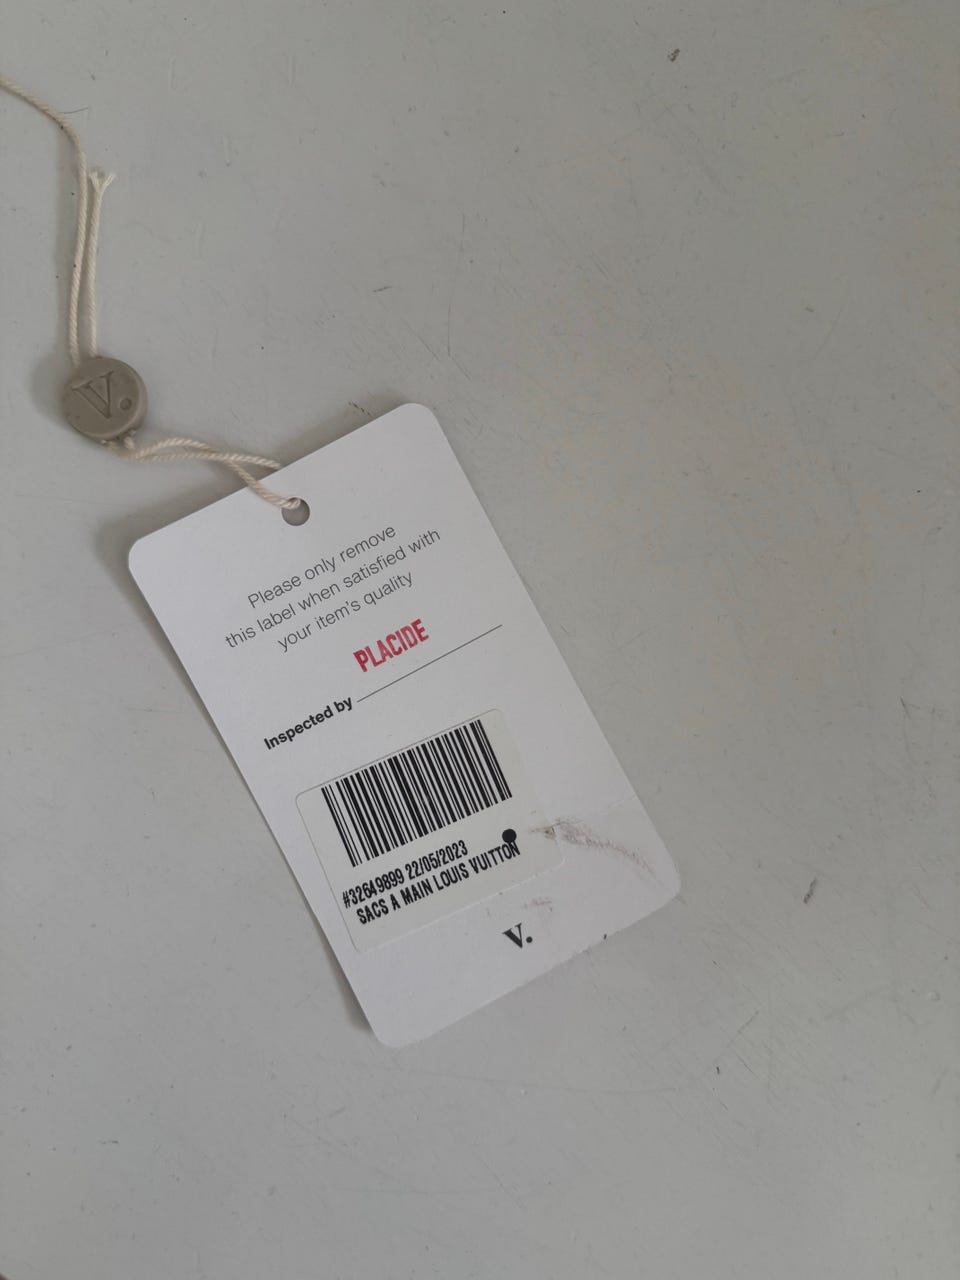 V.
Please only remove
this label when satisfied with
your item's quality
PLACIDE
Inspected by
#32649899 22/05/2023
SACS A MAIN LOUIS VUITTON
V.